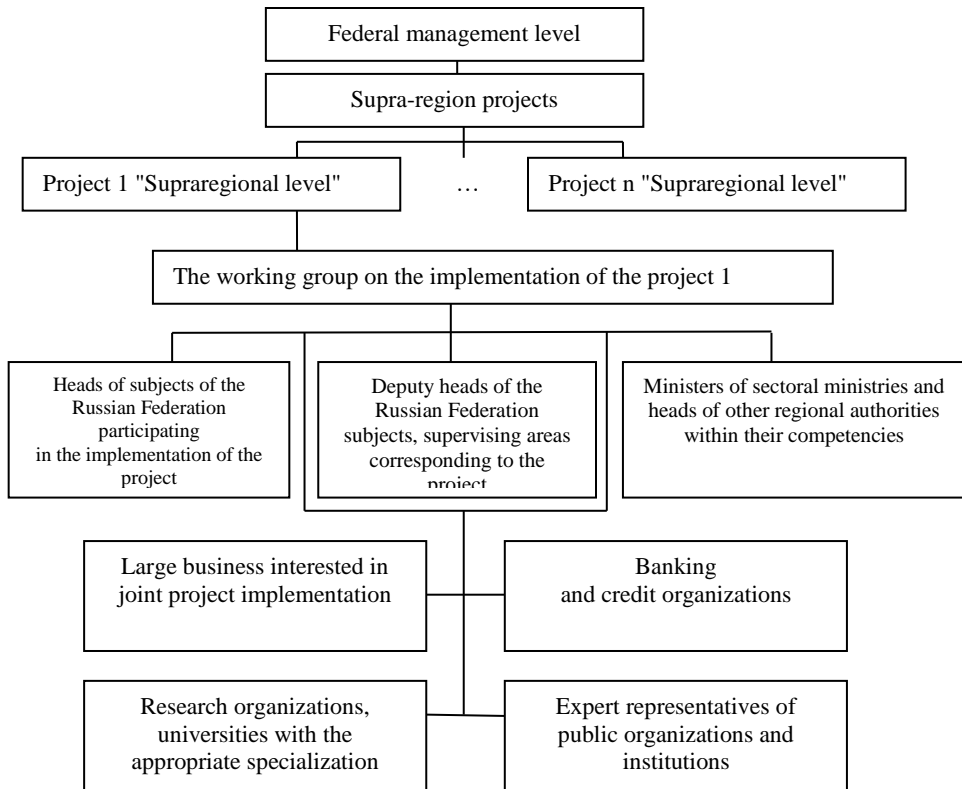 Federal management level
Supra-region projects
Project 1 "Supraregional level"
…
Project n "Supraregional level"
The working group on the implementation of the project 1
Heads of subjects of the
Russian Federation
participating
in the implementation of the
project
Deputy heads of the
Russian Federation
subjects, supervising areas
corresponding to the
project
Ministers of sectoral ministries and
heads of other regional authorities
within their competencies
Large business interested in
joint project implementation
Banking
and credit organizations
Research organizations,
universities with the
appropriate specialization
Expert representatives of
public organizations and
institutions